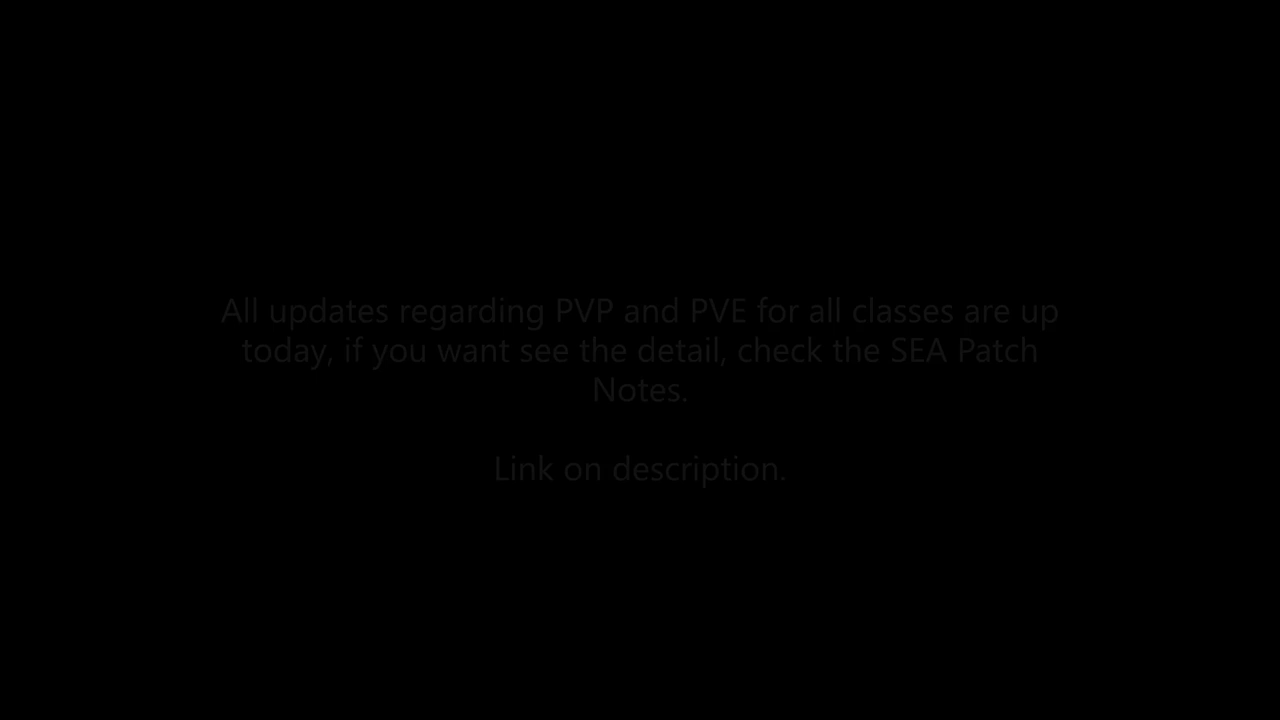 All updates regarding PVP and PVE for all classes are up
today, if you want see the detail, check the SEA Patch
Notes.
Link on description.